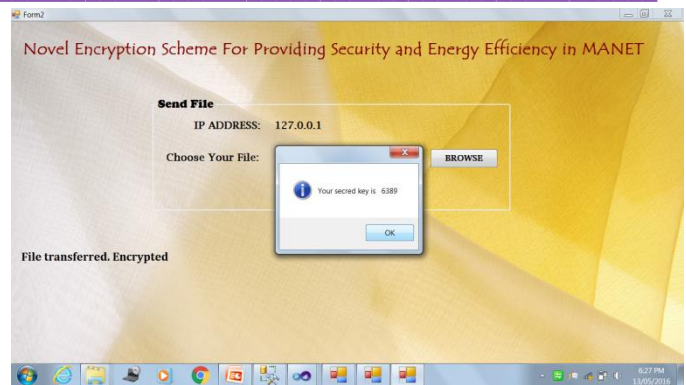 Form2
Novel Encryption Scheme For Providing Security and Energy Efficiency in MANET
Send File
IP ADDRESS: 127.0.0.1
Choose Your File:
BROWSE
Your secred key is 6389
OK
File transferred. Encrypted
6:27 PM
13/05/2016